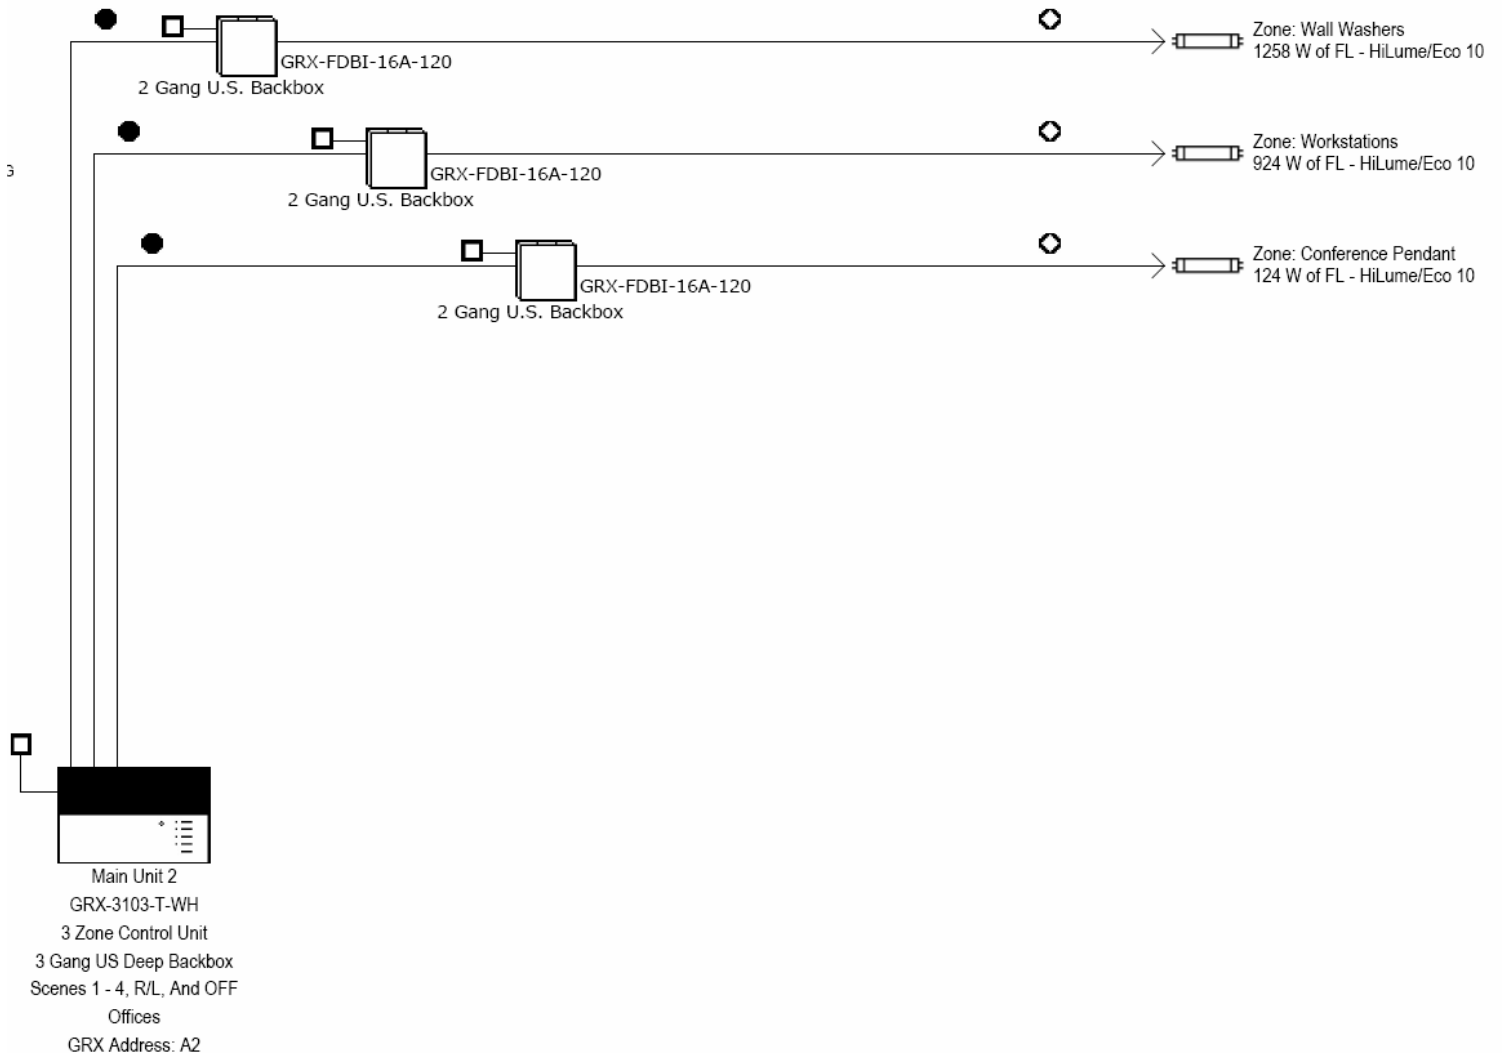 Zone: Wall Washers
1258 W of FL - HiLume/Eco 10
GRX-FDBI-16A-120
2 Gang U.S. Backbox
Zone: Workstations
924 W of FL - HiLume/Eco 10
G
GRX-FDBI-16A-120
2 Gang U.S. Backbox
Zone: Conference Pendant
124 W of FL - HiLume/Eco 10
GRX-FDBI-16A-120
2 Gang U.S. Backbox
Main Unit 2
GRX-3103-T-WH
3 Zone Control Unit
3 Gang US Deep Backbox
Scenes 1 - 4, R/L, And OFF
Offices
GRX Address: A2